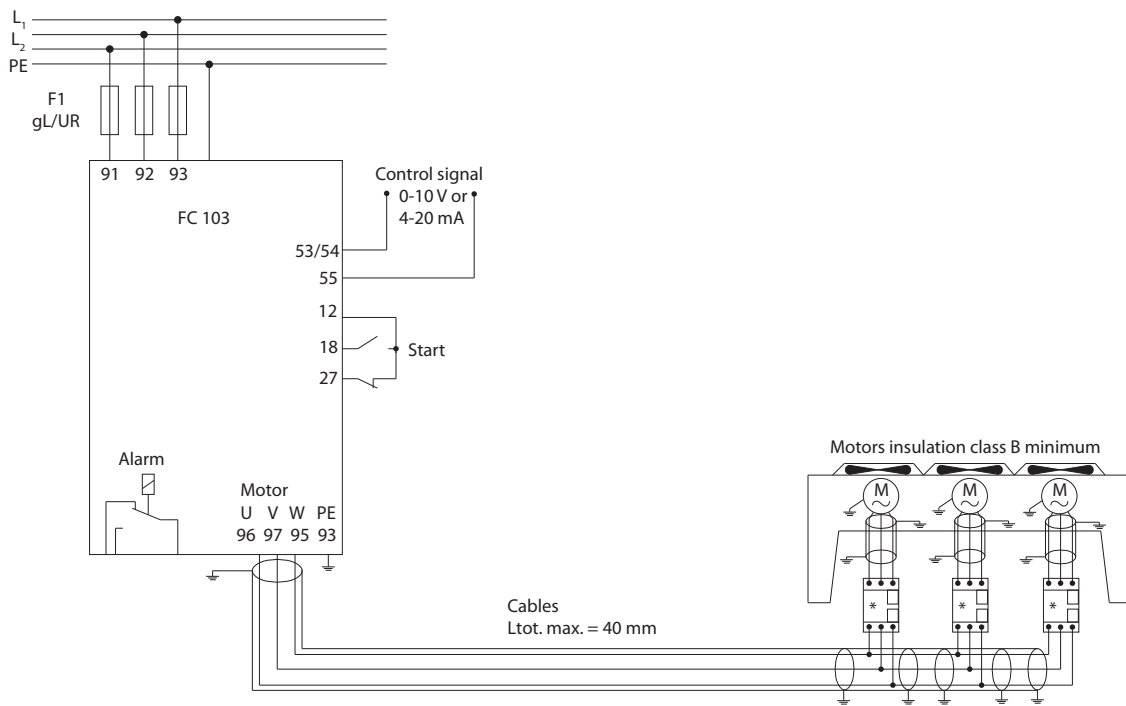 L1
L2
PE
F1
gL/UR
91 92 93
FC 103
Control signal
0-10 V or
4-20 mA
53/54
55
12
18
27
Start
Alarm
Motor
U V W PE
96 97 95 93
Motors insulation class B minimum
M M M
* * *
Cables
Ltot. max. = 40 mm